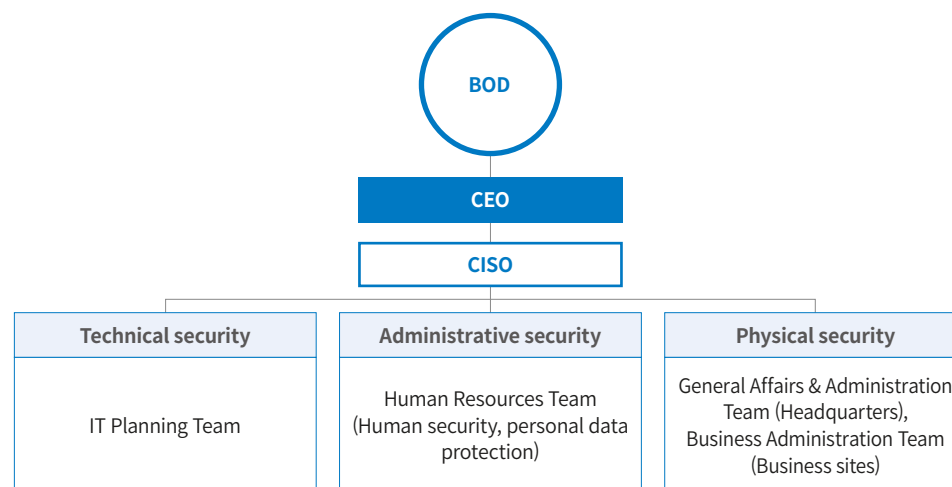 BOD
CEO
CISO
Technical security
IT Planning Team
Administrative security
Human Resources Team
(Human security, personal data
protection)
Physical security
General Affairs & Administration
Team (Headquarters),
Business Administration Team
(Business sites)